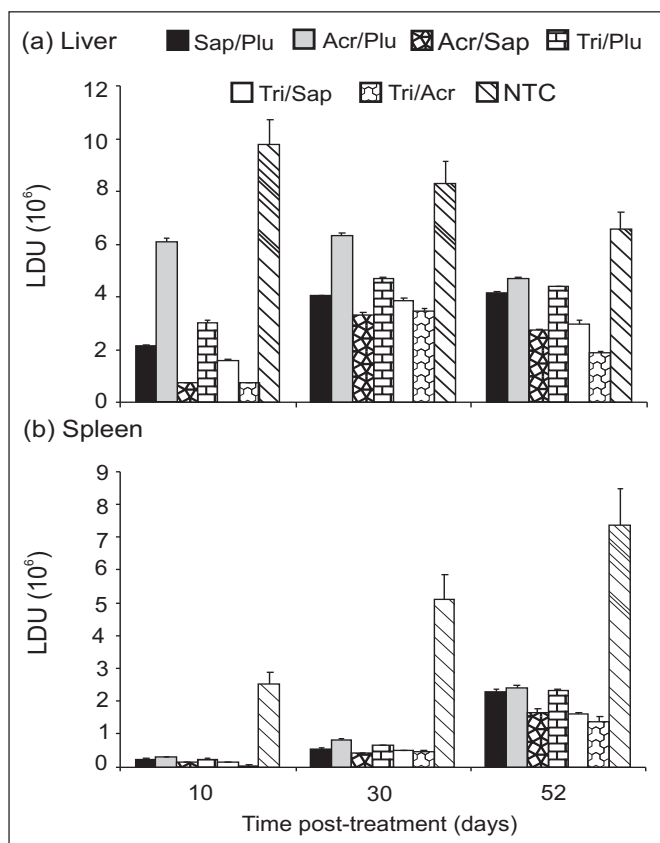 (a) Liver Sap/Plu Acr/Plu Acr/Sap Tri/Plu
Tri/Sap Tri/Acr NTC
12
10
8
6
4
2
0
LDU (10⁶)
(b) Spleen
9
8
7
6
5
4
3
2
1
0
LDU (10⁶)
10 30 52
Time post-treatment (days)